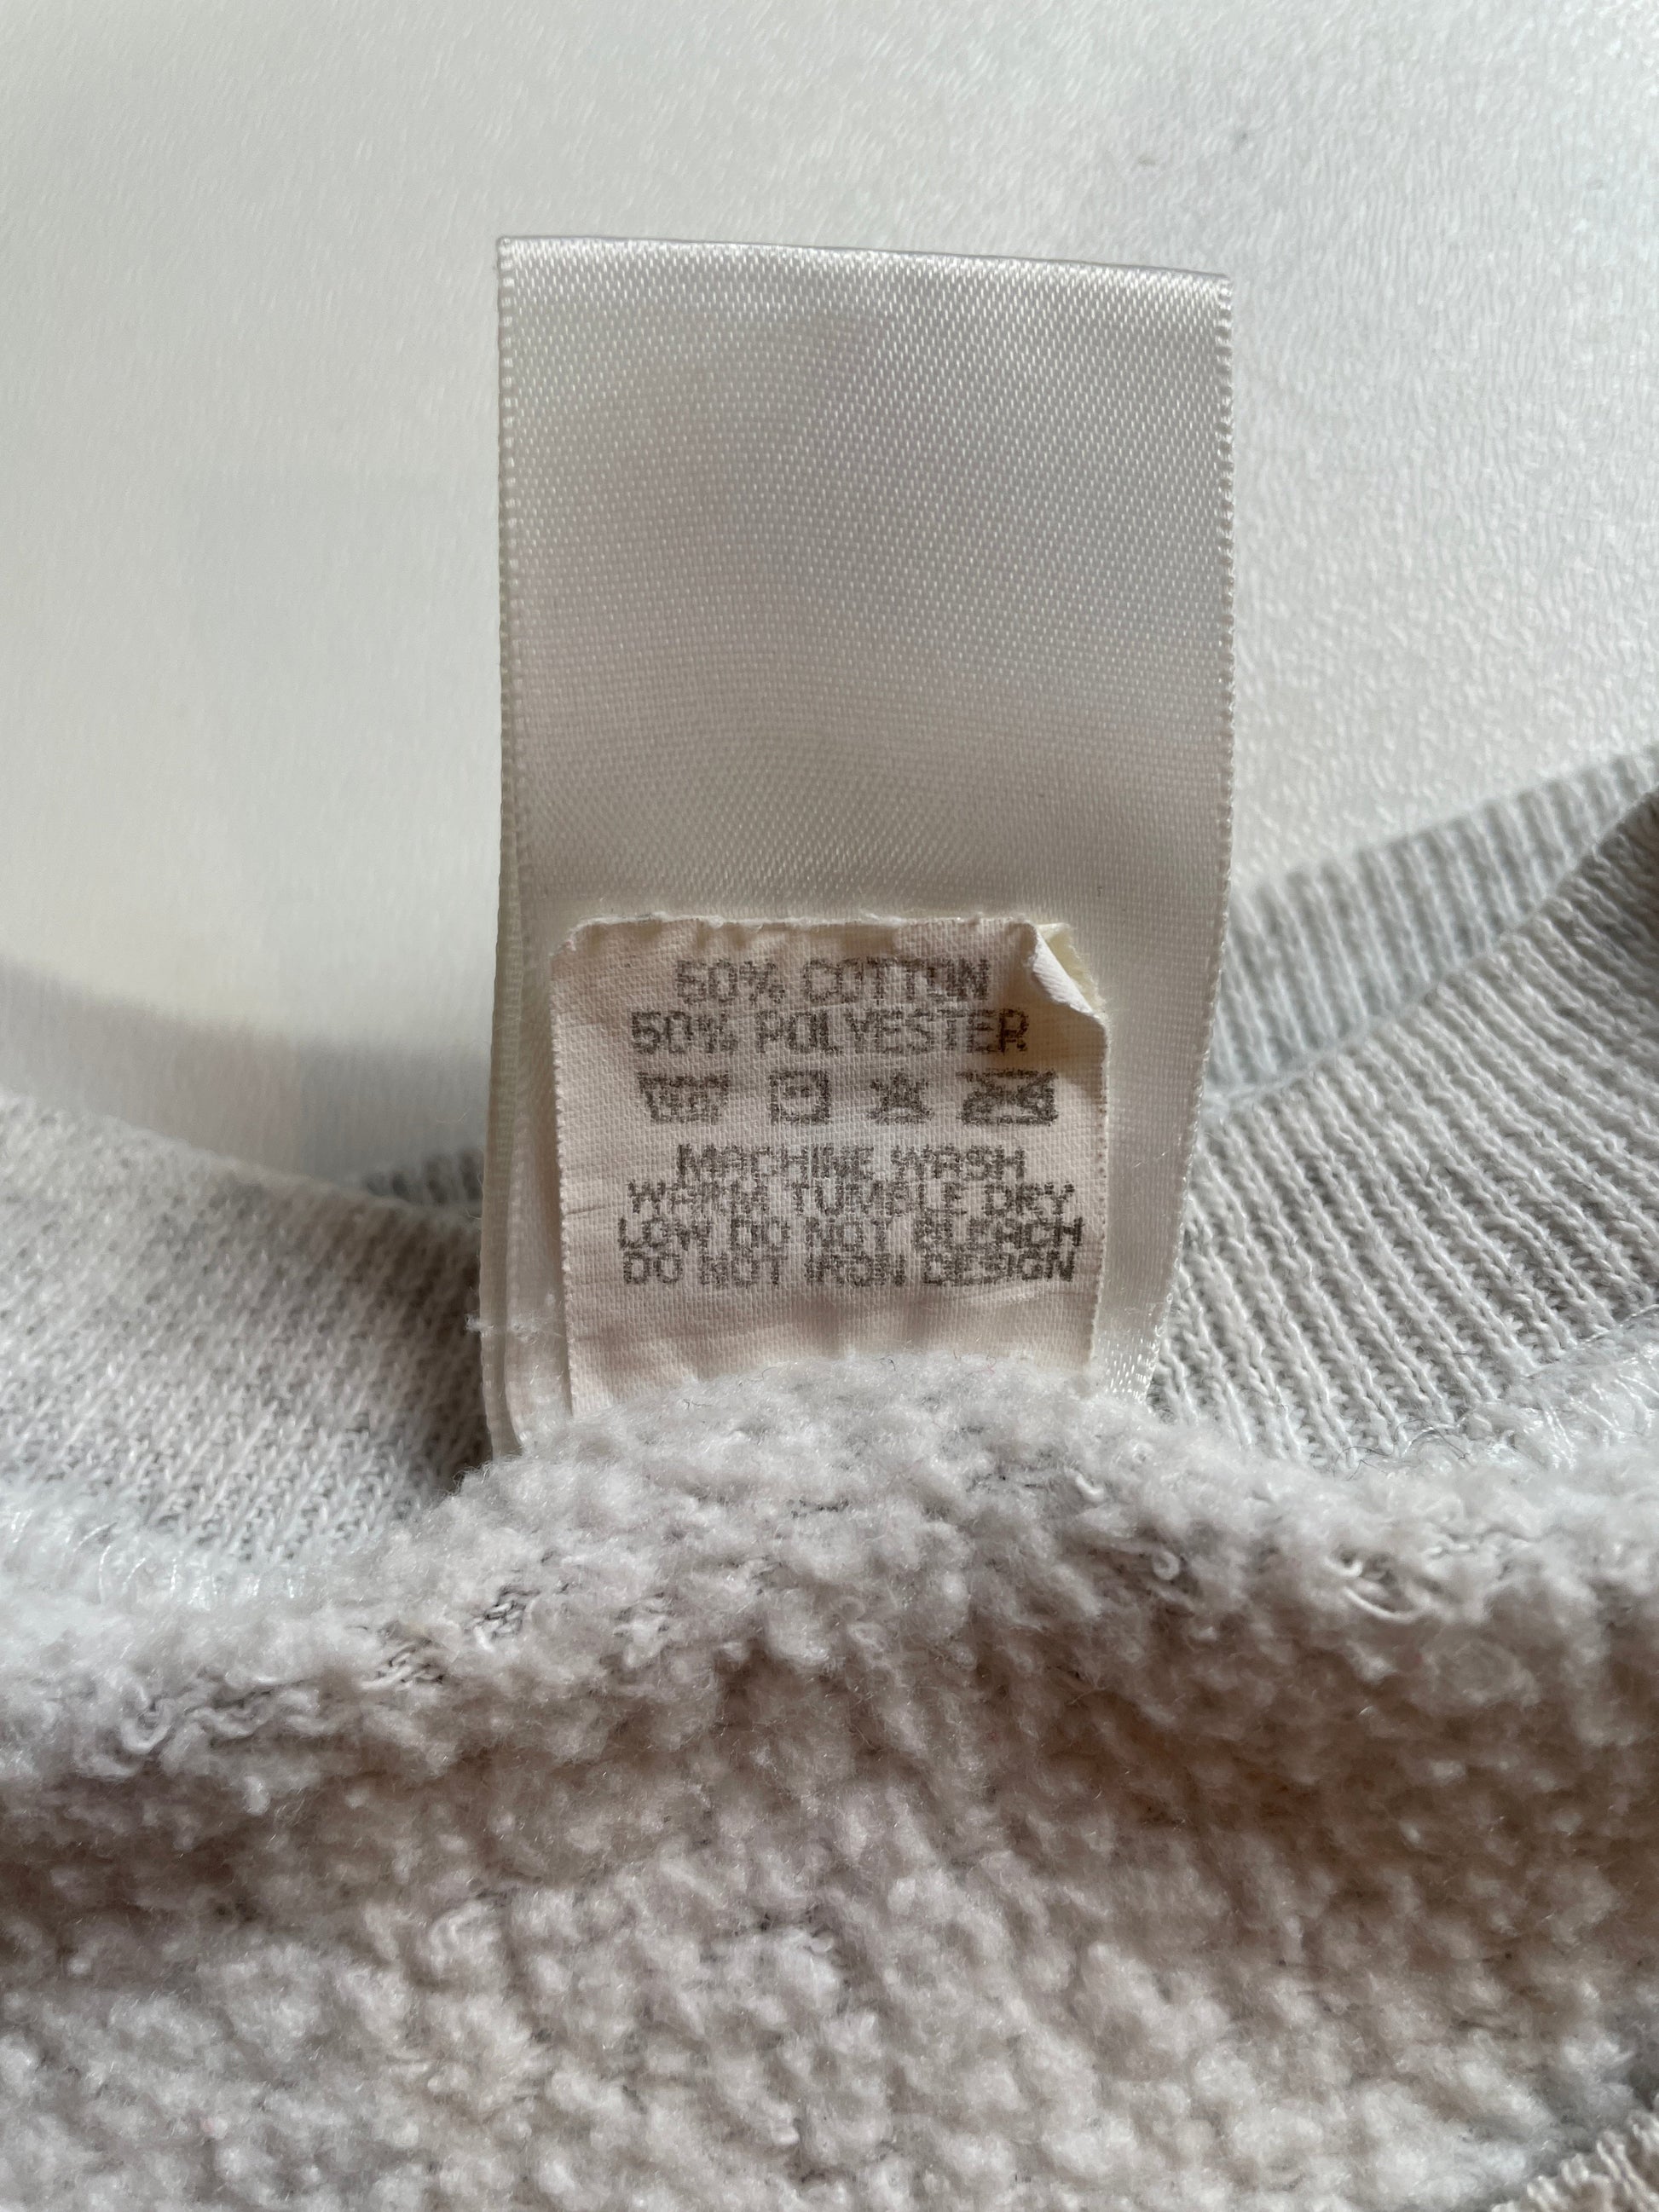 50% COTTON
50% POLYESTER
MACHINE WASH
WARM TUMBLE DRY
LOW DO NOT BLEACH
DO NOT IRON DESIGN